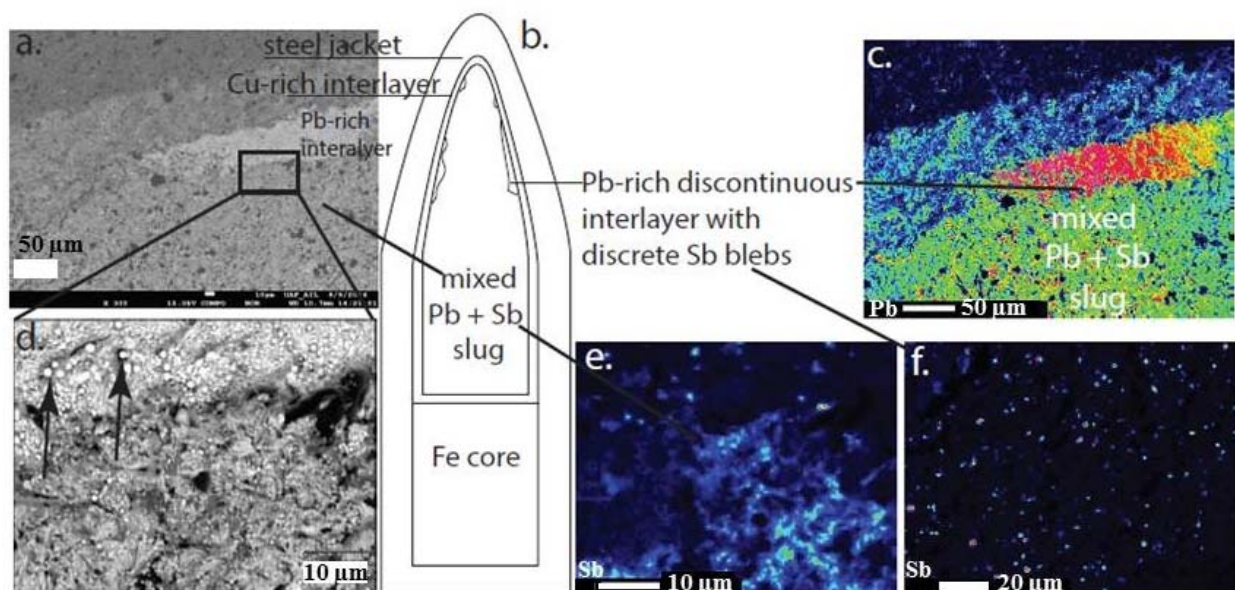 a.
50 µm
Pb-rich
interalyer
b.
steel jacket
Cu-rich interlayer
mixed
Pb + Sb
slug
Fe core
Pb-rich discontinuous
interlayer with
discrete Sb blebs
c.
mixed
Pb + Sb
slug
Pb
50 µm
d.
10 µm
e.
Sb
10 µm
f.
Sb
20 µm